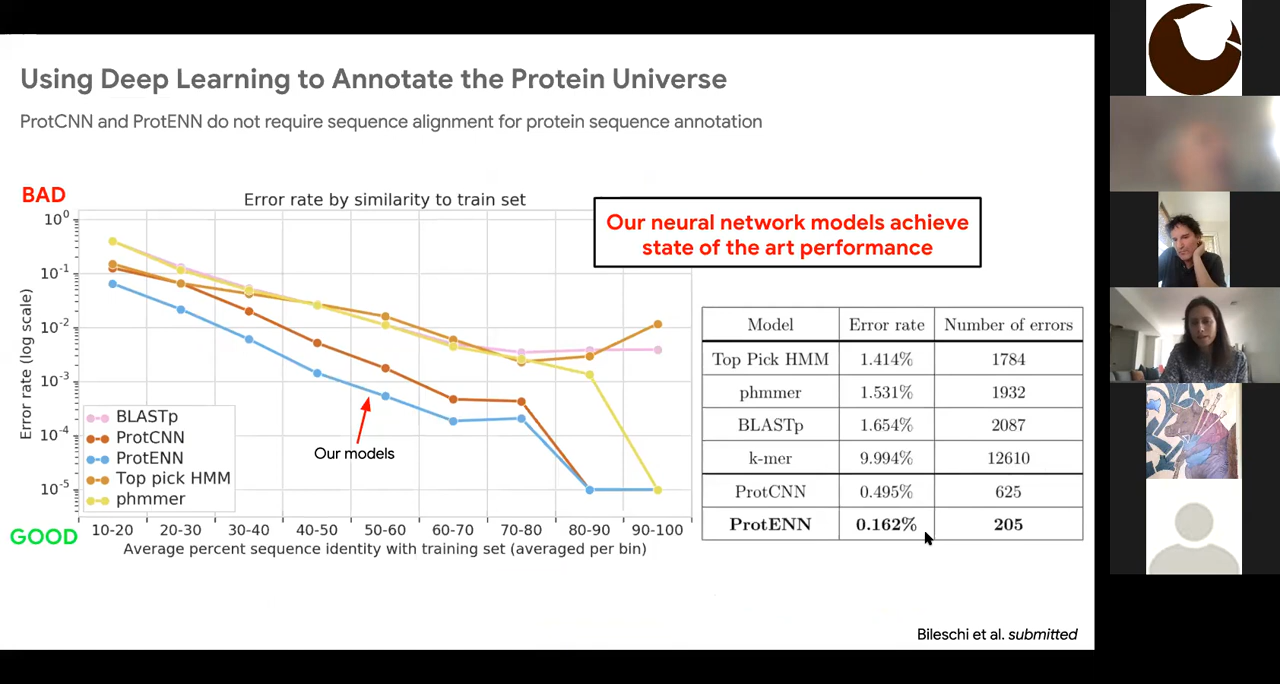 Using Deep Learning to Annotate the Protein Universe
ProtCNN and ProtENN do not require sequence alignment for protein sequence annotation
BAD
Error rate by similarity to train set
Our neural network models achieve
state of the art performance
Error rate (log scale)
10^0
10^-1
10^-2
10^-3
10^-4
10^-5
BLASTp
ProtCNN
ProtENN
Top pick HMM
phmmer
Our models
GOOD
10-20 20-30 30-40 40-50 50-60 60-70 70-80 80-90 90-100
Average percent sequence identity with training set (averaged per bin)
Model Error rate Number of errors
Top Pick HMM 1.414% 1784
phmmer 1.531% 1932
BLASTp 1.654% 2087
k-mer 9.994% 12610
ProtCNN 0.495% 625
ProtENN 0.162% 205
Bileschi et al. submitted